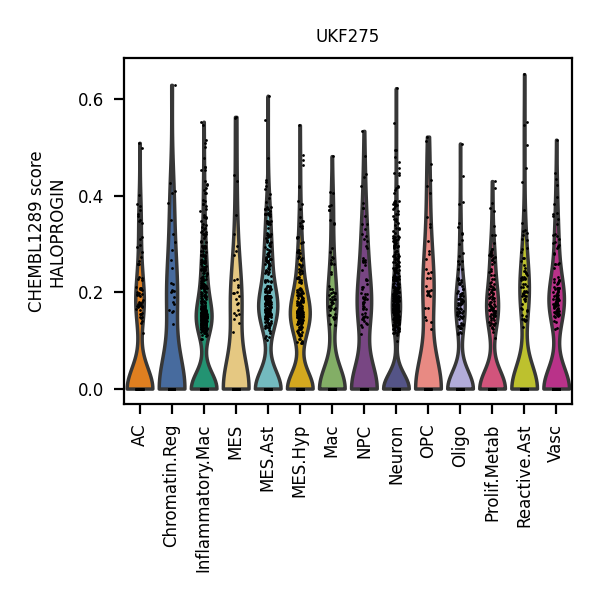 UKF275
CHEMBL1289 score
HALOPROGIN
0.6
0.4
0.2
0.0
AC
Chromatin.Reg
Inflammatory.Mac
MES
MES.Ast
MES.Hyp
Mac
NPC
Neuron
OPC
Oligo
Prolif.Metab
Reactive.Ast
Vasc